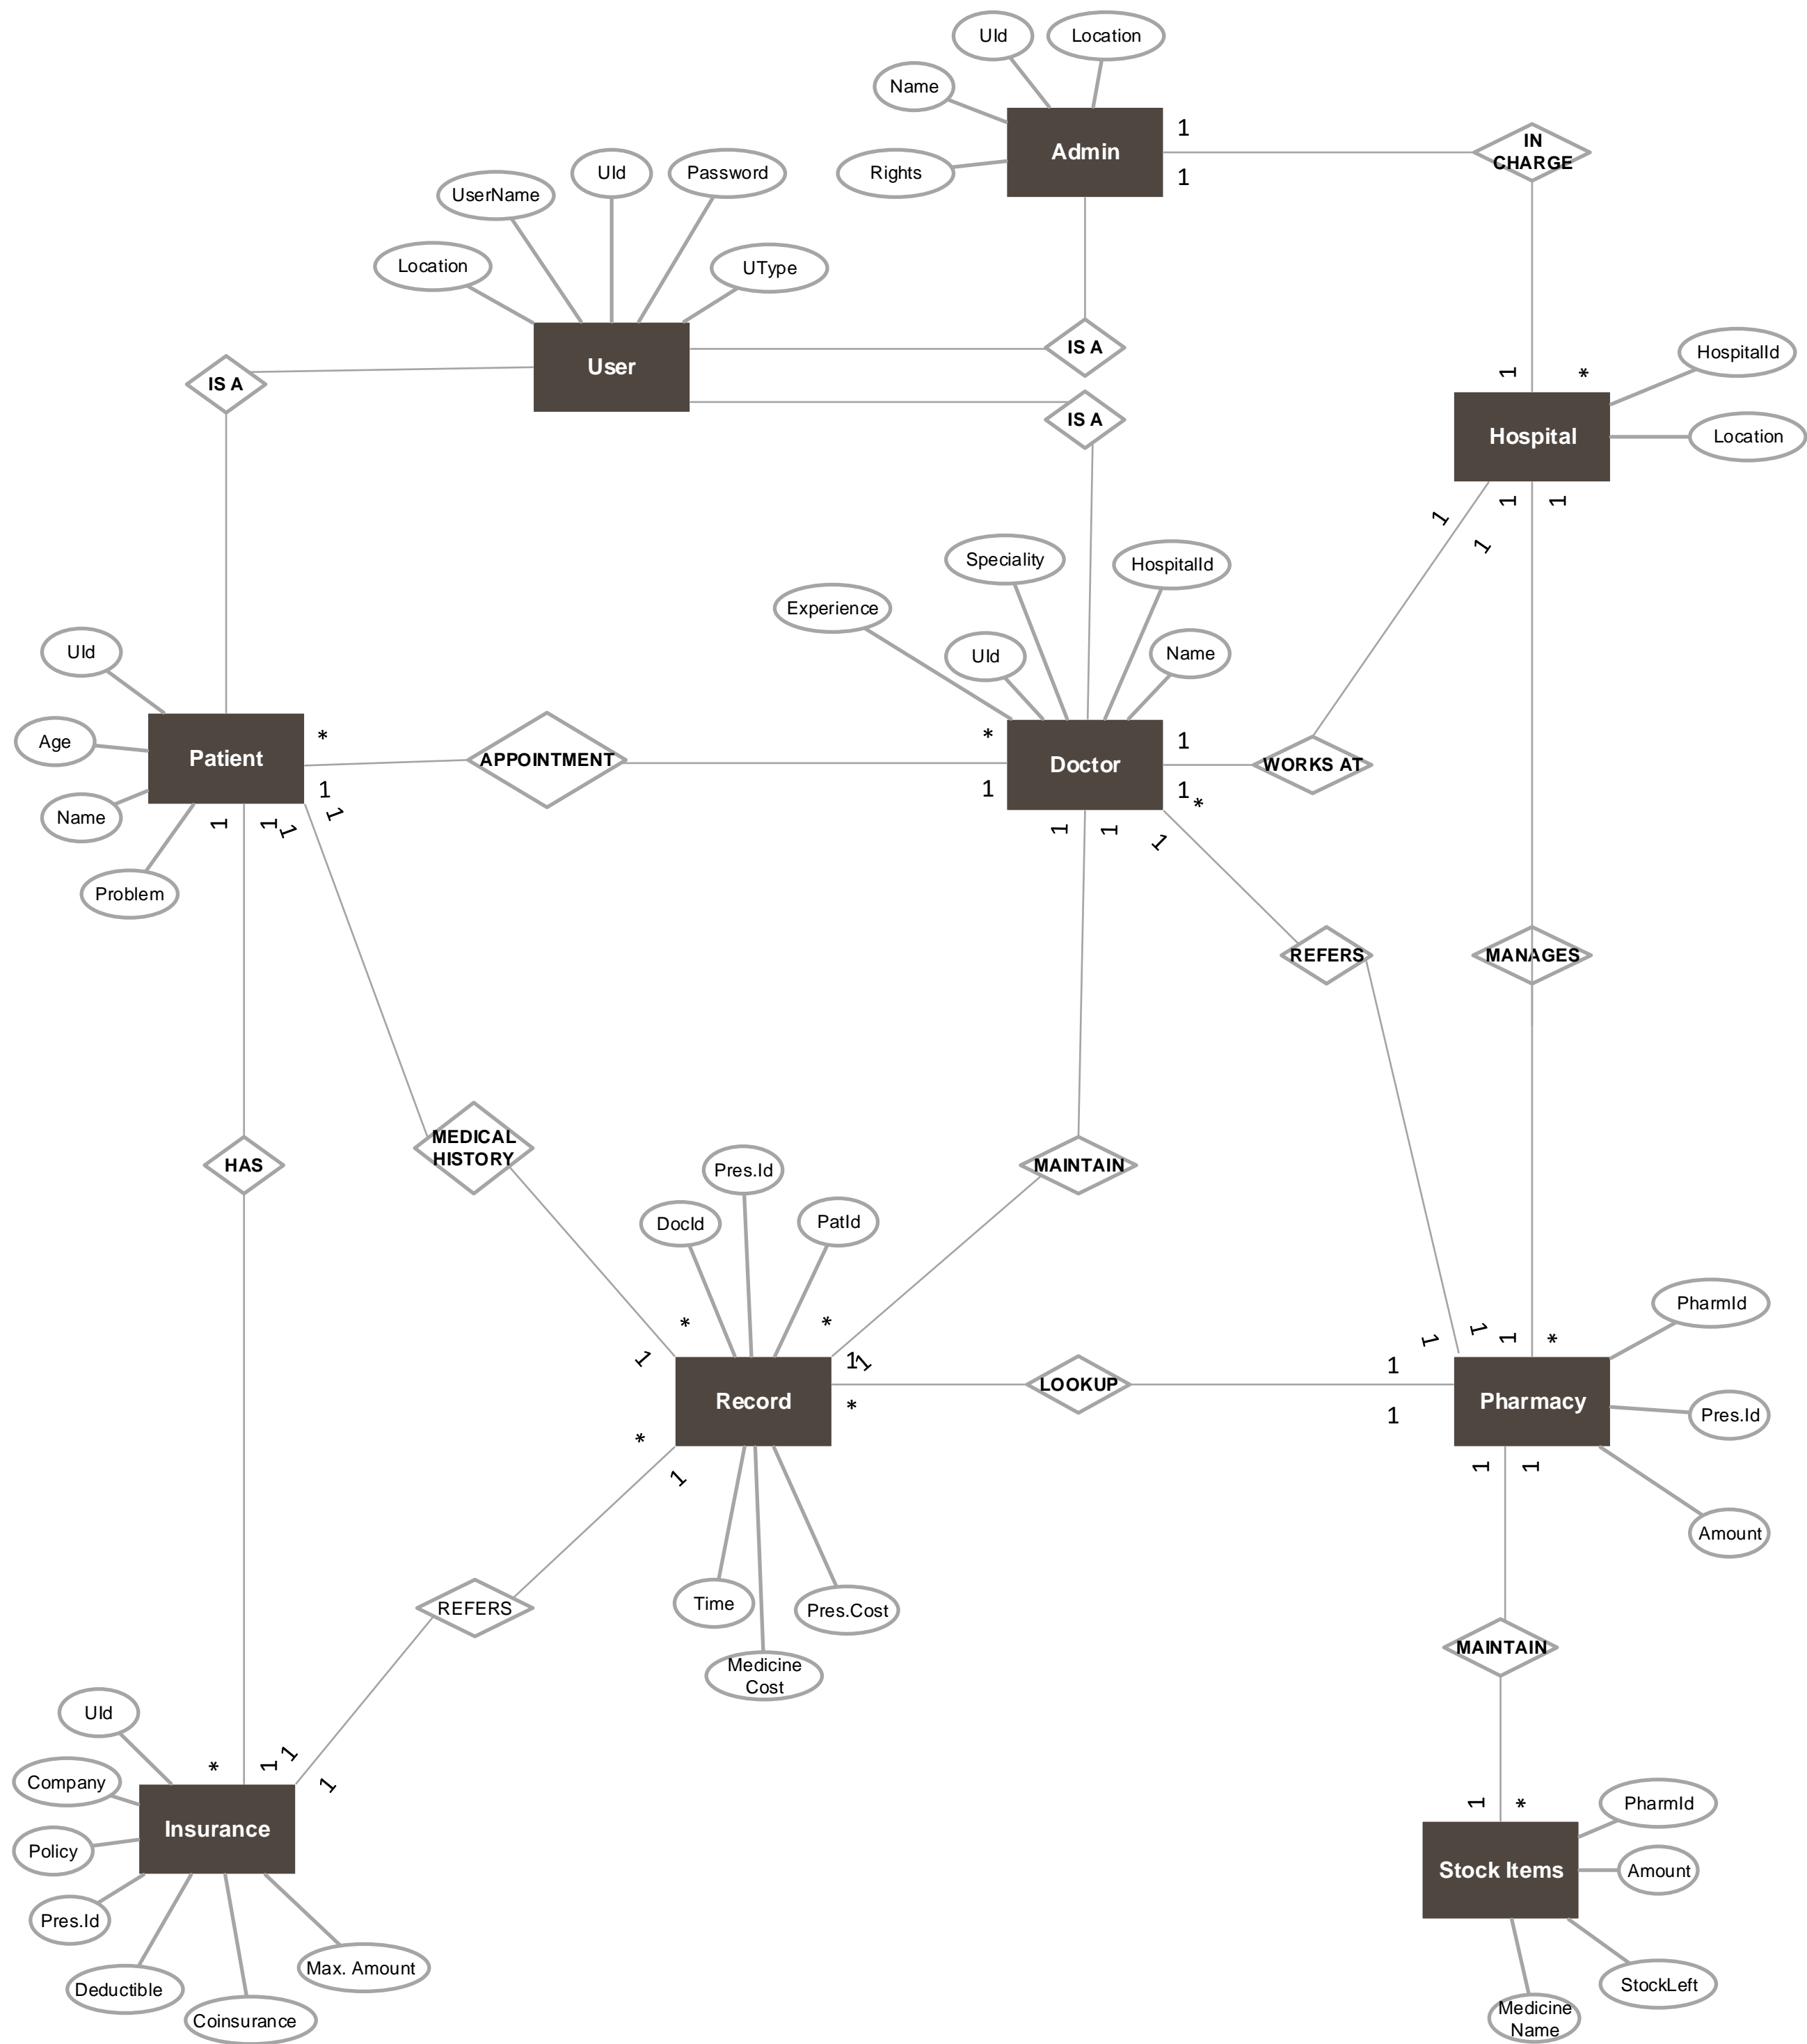 UId
Location
Name
Admin
1
1
Rights
IN
CHARGE
UId
Password
UserName
Location
UType
User
IS A
IS A
IS A
1
*
HospitalId
Hospital
Location
1
1
1
1
Speciality
HospitalId
Experience
UId
Name
UId
Age
Patient
*
1
Name
Problem
APPOINTMENT
*
1
Doctor
1
1
WORKS AT
1
1
1
1
1
1
1
*
REFERS
MANAGES
HAS
MEDICAL
HISTORY
MAINTAIN
Pres.Id
DocId
PatId
*
1
*
1
1
*
Record
LOOKUP
1
1
1
1
1
*
PharmId
Pharmacy
Pres.Id
Amount
1
1
*
1
REFERS
Time
Pres.Cost
Medicine
Cost
MAINTAIN
UId
Company
*
1
1
1
Insurance
Policy
Pres.Id
Deductible
Coinsurance
Max. Amount
1
*
Stock Items
PharmId
Amount
StockLeft
Medicine
Name